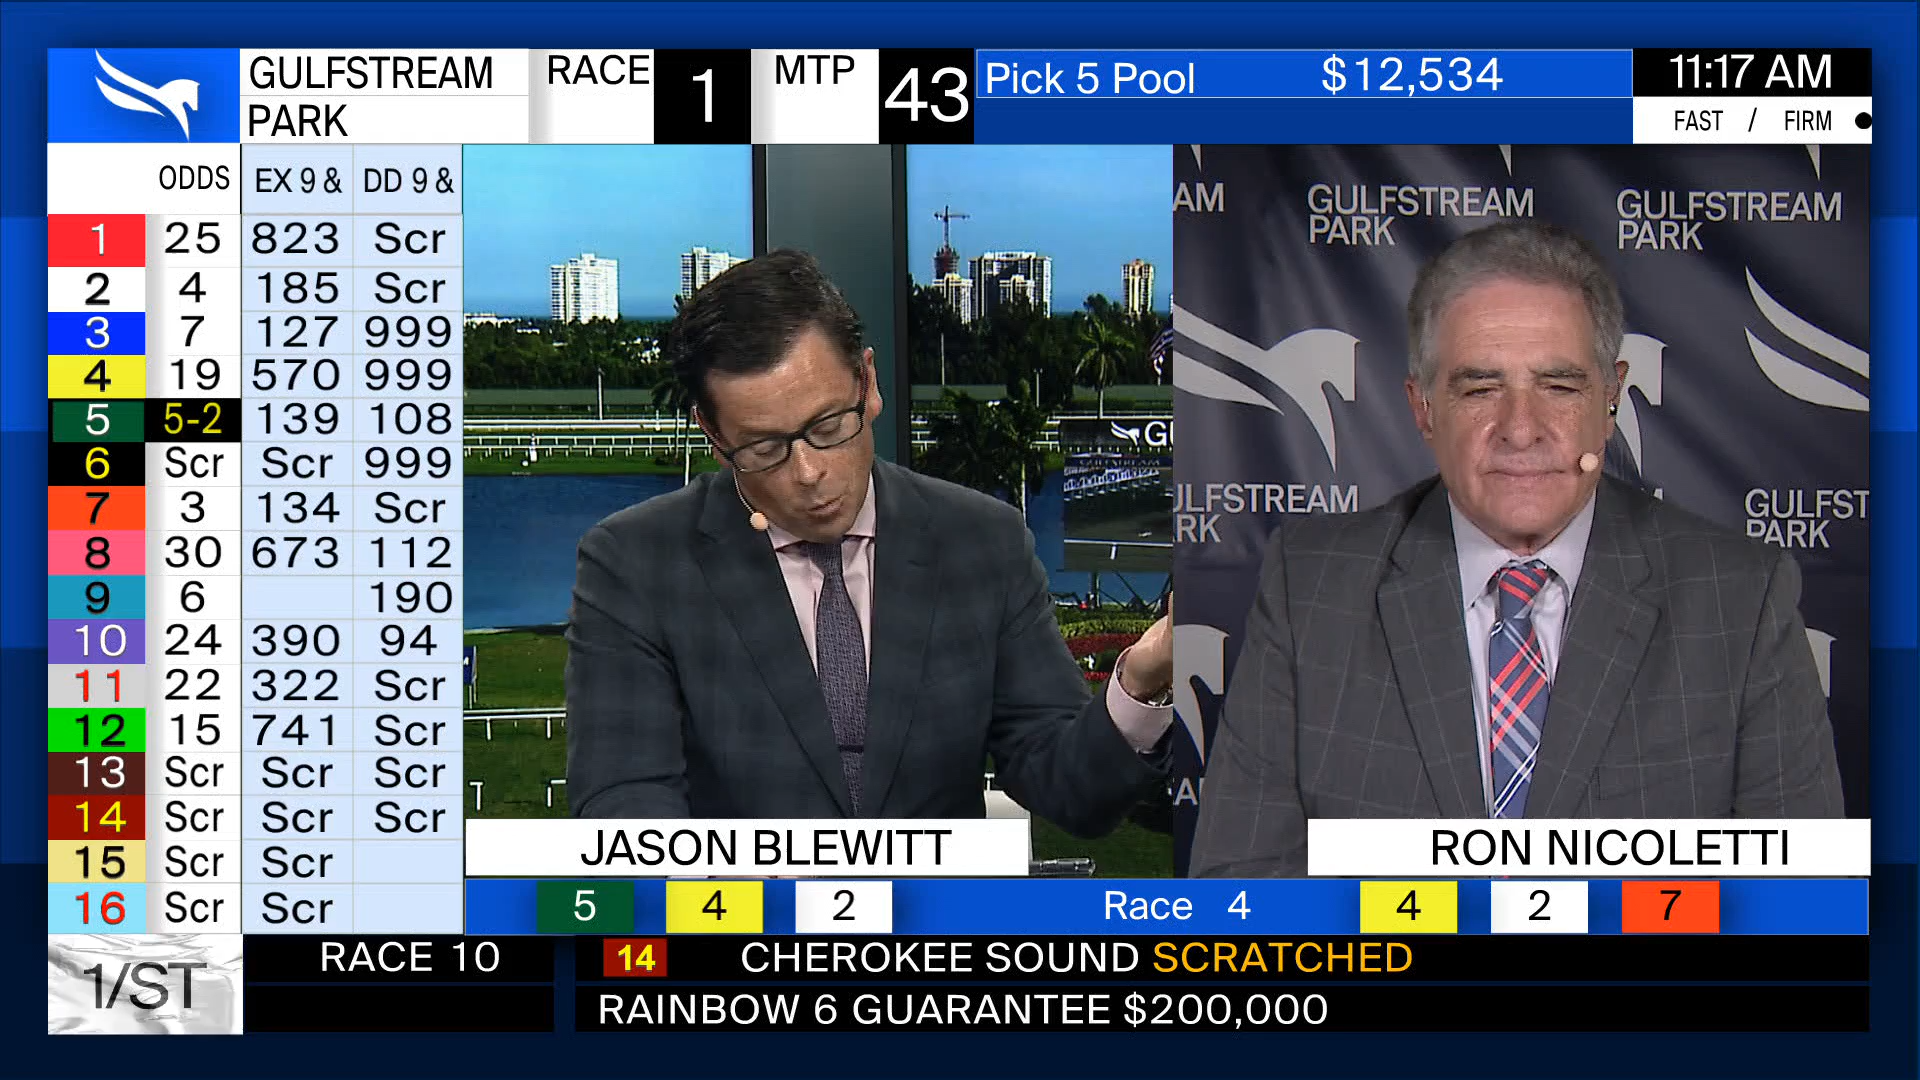 GULFSTREAM PARK RACE 1 MTP 43 Pick 5 Pool $12,534 11:17 AM
FAST / FIRM
ODDS EX 9 & DD 9 &
1 25 823 Scr
2 4 185 Scr
3 7 127 999
4 19 570 999
5 5-2 139 108
6 Scr Scr 999
7 3 134 Scr
8 30 673 112
9 6 190
10 24 390 94
11 22 322 Scr
12 15 741 Scr
13 Scr Scr Scr
14 Scr Scr Scr
15 Scr Scr
16 Scr Scr
AM GULFSTREAM PARK GULFSTREAM PARK
G
JLFSTREAM RK GULFST PARK
A
JASON BLEWITT RON NICOLETTI
5 4 2 Race 4 4 2 7
1/ST RACE 10 14 CHEROKEE SOUND SCRATCHED
RAINBOW 6 GUARANTEE $200,000